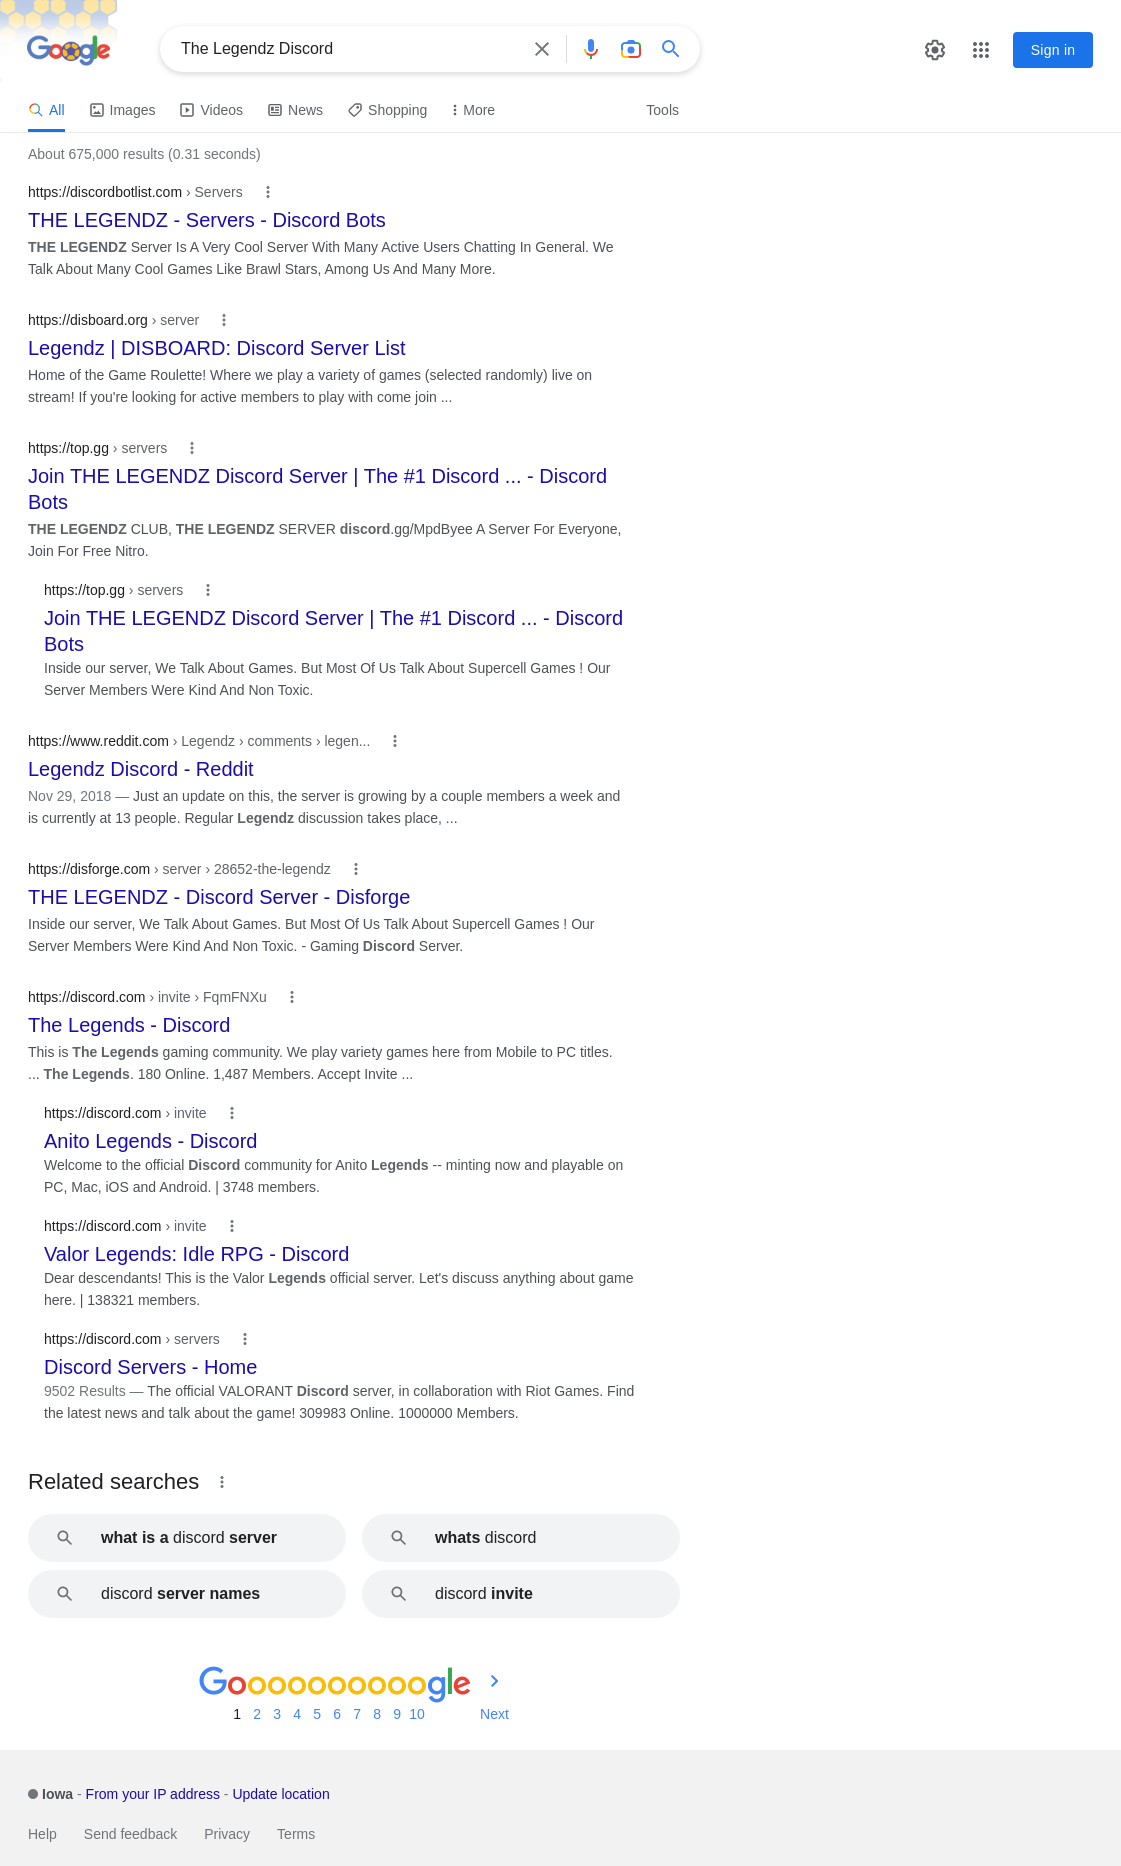 Google
The Legendz Discord
Sign in
All
Images
Videos
News
Shopping
More
Tools
About 675,000 results (0.31 seconds)
https://discordbotlist.com › Servers
THE LEGENDZ - Servers - Discord Bots
THE LEGENDZ Server Is A Very Cool Server With Many Active Users Chatting In General. We
Talk About Many Cool Games Like Brawl Stars, Among Us And Many More.
https://disboard.org › server
Legendz | DISBOARD: Discord Server List
Home of the Game Roulette! Where we play a variety of games (selected randomly) live on
stream! If you're looking for active members to play with come join ...
https://top.gg › servers
Join THE LEGENDZ Discord Server | The #1 Discord ... - Discord
Bots
THE LEGENDZ CLUB, THE LEGENDZ SERVER discord.gg/MpdByee A Server For Everyone,
Join For Free Nitro.
https://top.gg › servers
Join THE LEGENDZ Discord Server | The #1 Discord ... - Discord
Bots
Inside our server, We Talk About Games. But Most Of Us Talk About Supercell Games ! Our
Server Members Were Kind And Non Toxic.
https://www.reddit.com › Legendz › comments › legen...
Legendz Discord - Reddit
Nov 29, 2018 — Just an update on this, the server is growing by a couple members a week and
is currently at 13 people. Regular Legendz discussion takes place, ...
https://disforge.com › server › 28652-the-legendz
THE LEGENDZ - Discord Server - Disforge
Inside our server, We Talk About Games. But Most Of Us Talk About Supercell Games ! Our
Server Members Were Kind And Non Toxic. - Gaming Discord Server.
https://discord.com › invite › FqmFNXu
The Legends - Discord
This is The Legends gaming community. We play variety games here from Mobile to PC titles.
... The Legends. 180 Online. 1,487 Members. Accept Invite ...
https://discord.com › invite
Anito Legends - Discord
Welcome to the official Discord community for Anito Legends -- minting now and playable on
PC, Mac, iOS and Android. | 3748 members.
https://discord.com › invite
Valor Legends: Idle RPG - Discord
Dear descendants! This is the Valor Legends official server. Let's discuss anything about game
here. | 138321 members.
https://discord.com › servers
Discord Servers - Home
9502 Results — The official VALORANT Discord server, in collaboration with Riot Games. Find
the latest news and talk about the game! 309983 Online. 1000000 Members.
Related searches
what is a discord server
whats discord
discord server names
discord invite
Goooooooooogle
1 2 3 4 5 6 7 8 9 10 Next
Iowa - From your IP address - Update location
Help Send feedback Privacy Terms